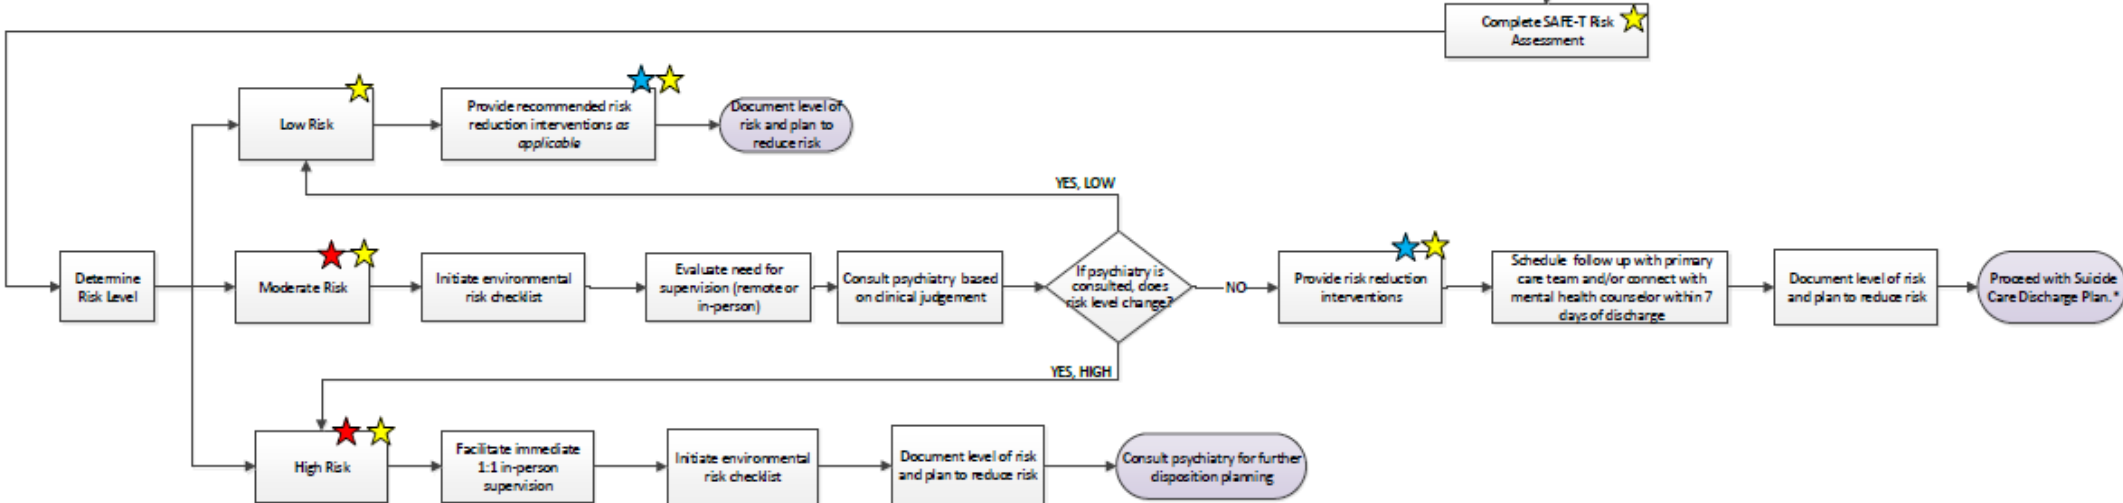 Complete SAFE-T Risk
Assessment
Low Risk
Provide recommended risk
reduction interventions as
applicable
Document level of
risk and plan to
reduce risk
YES, LOW
Determine
Risk Level
Moderate Risk
Initiate environmental
risk checklist
Evaluate need for
supervision (remote or
in-person)
Consult psychiatry based
on clinical judgement
If psychiatry is
consulted, does
risk level change?
NO
Provide risk reduction
interventions
Schedule follow up with primary
care team and/or connect with
mental health counselor within 7
days of discharge
Document level of risk
and plan to reduce risk
Proceed with Suicide
Care Discharge Plan.*
YES, HIGH
High Risk
Facilitate immediate
1:1 in-person
supervision
Initiate environmental
risk checklist
Document level of risk
and plan to reduce risk
Consult psychiatry for further
disposition planning